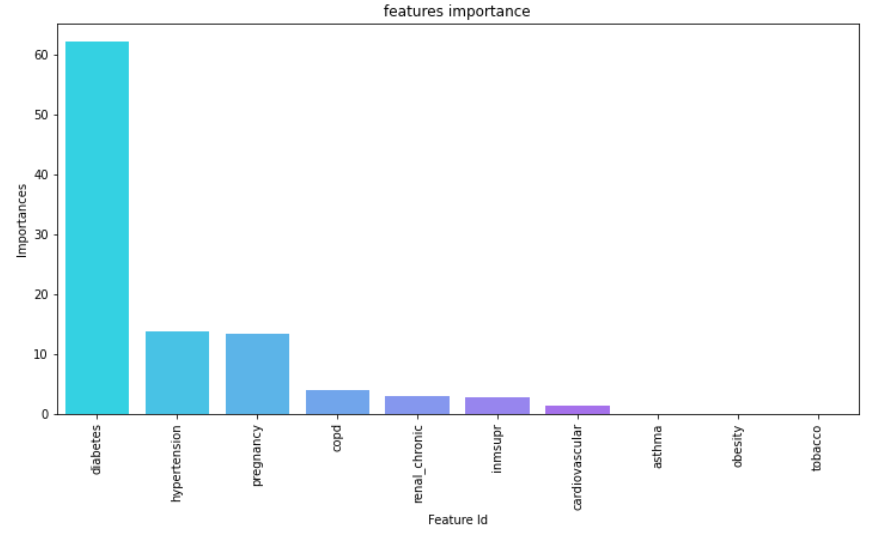 features importance
Importances
60
50
40
30
20
10
0
diabetes
hypertension
pregnancy
copd
renal_chronic
inmsupr
cardiovascular
asthma
obesity
tobacco
Feature Id